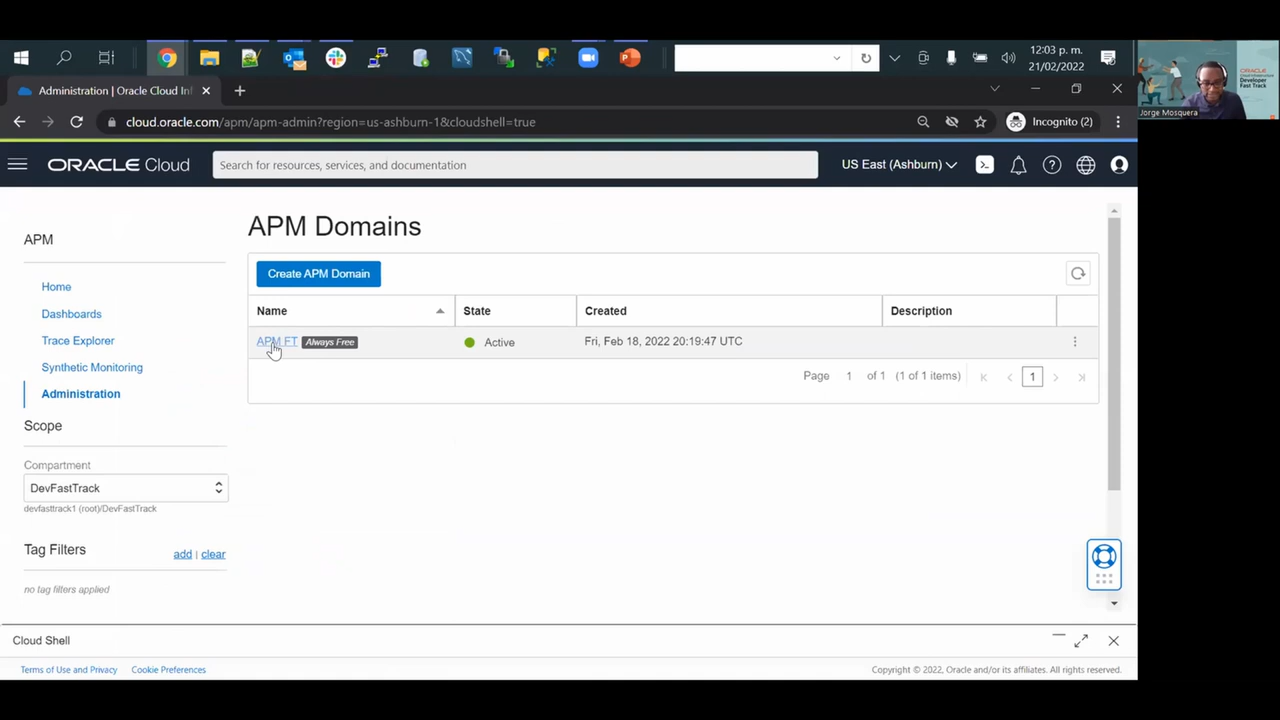 12:03 p. m.
21/02/2022
ORACLE
Developer
Fast Track
Jorge Mosquera
Administration | Oracle Cloud Inf
cloud.oracle.com/apm/apm-admin?region=us-ashburn-1&cloudshell=true
Incognito (2)
ORACLE Cloud
Search for resources, services, and documentation
US East (Ashburn)
APM
Home
Dashboards
Trace Explorer
Synthetic Monitoring
Administration
Scope
Compartment
DevFastTrack
devfasttrack1 (root)/DevFastTrack
Tag Filters
add | clear
no tag filters applied
APM Domains
Create APM Domain
Name State Created Description
APM FT Always Free Active Fri, Feb 18, 2022 20:19:47 UTC
Page 1 of 1 (1 of 1 items) 1
Cloud Shell
Terms of Use and Privacy Cookie Preferences
Copyright © 2022, Oracle and/or its affiliates. All rights reserved.